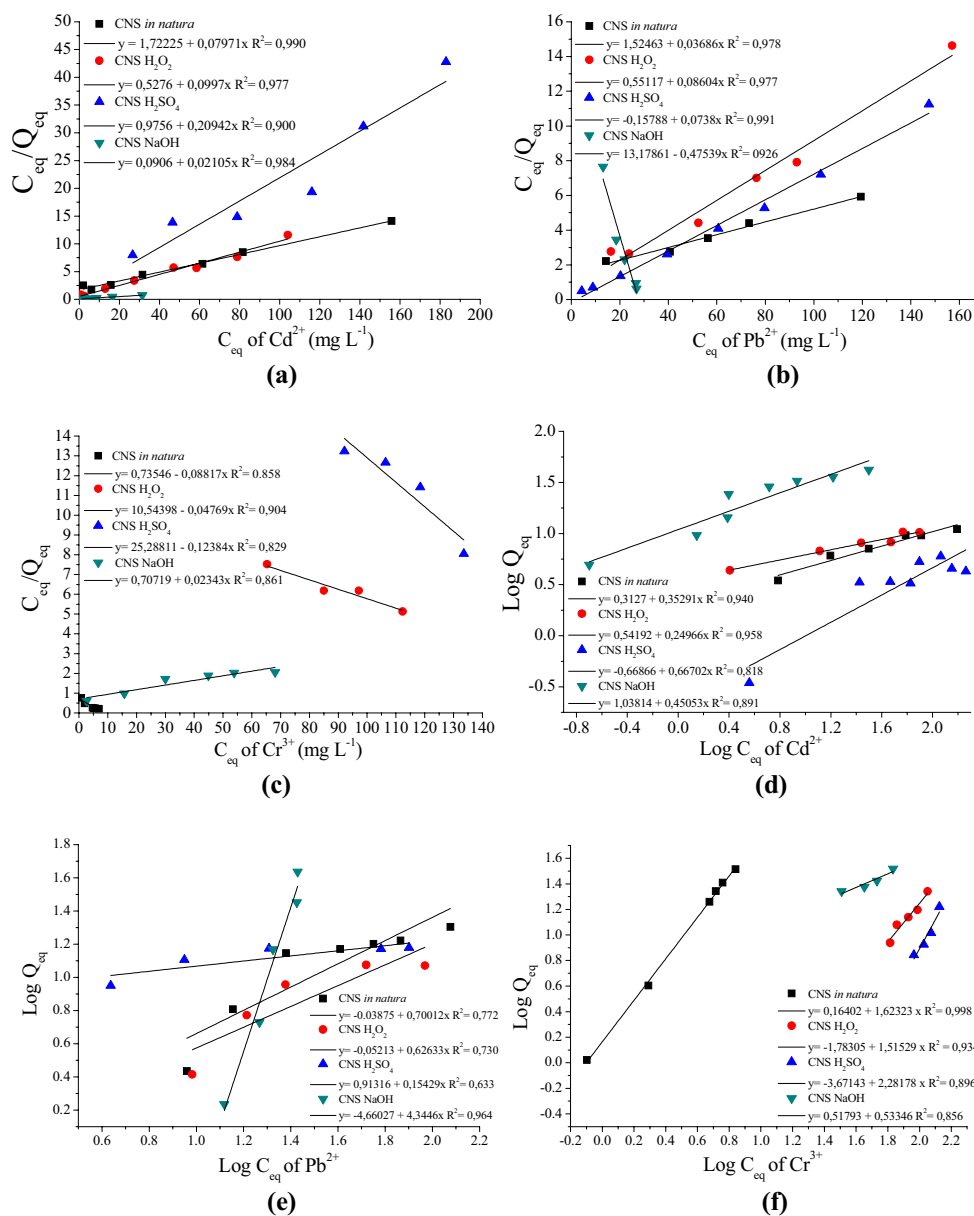 CNS in natura
y = 1,72225 + 0,07971x R²= 0,990
CNS H₂O₂
y= 0,5276 + 0,0997x R²= 0,977
CNS H₂SO₄
y= 0,9756 + 0,20942x R²= 0,900
CNS NaOH
y= 0,0906 + 0,02105x R²= 0,984
50
45
40
35
30
25
20
15
10
5
0
C_eq/Q_eq
0 20 40 60 80 100 120 140 160 180 200
C_eq of Cd²⁺ (mg L⁻¹)
(a)
CNS in natura
y= 1,52463 + 0,03686x R²= 0,978
CNS H₂O₂
y= 0,55117 + 0,08604x R²= 0,977
CNS H₂SO₄
y= -0,15788 + 0,0738x R²= 0,991
CNS NaOH
y= 13,17861 - 0,47539x R²= 0926
16
14
12
10
8
6
4
2
0
C_eq/Q_eq
0 20 40 60 80 100 120 140 160
C_eq of Pb²⁺ (mg L⁻¹)
(b)
CNS in natura
y= 0,73546 - 0,08817x R²= 0.858
CNS H₂O₂
y= 10,54398 - 0,04769x R²= 0,904
CNS H₂SO₄
y= 25,28811 - 0,12384x R²= 0,829
CNS NaOH
y= 0,70719 + 0,02343x R²= 0,861
14
13
12
11
10
9
8
7
6
5
4
3
2
1
0
C_eq/Q_eq
0 10 20 30 40 50 60 70 80 90 100 110 120 130 140
C_eq of Cr³⁺ (mg L⁻¹)
(c)
2.0
1.5
1.0
0.5
0.0
-0.5
Log Q_eq
CNS in natura
y= 0,3127 + 0,35291x R²= 0,940
CNS H₂O₂
y= 0,54192 + 0,24966x R²= 0,958
CNS H₂SO₄
y= -0,66866 + 0,66702x R²= 0,818
CNS NaOH
y= 1,03814 + 0,45053x R²= 0,891
-0.8 -0.4 0.0 0.4 0.8 1.2 1.6 2.0
Log C_eq of Cd²⁺
(d)
1.8
1.6
1.4
1.2
1.0
0.8
0.6
0.4
0.2
Log Q_eq
CNS in natura
y= -0.03875 + 0,70012x R²= 0,772
CNS H₂O₂
y= -0,05213 + 0,62633x R²= 0,730
CNS H₂SO₄
y= 0,91316 + 0,15429x R²= 0,633
CNS NaOH
y= -4,66027 + 4,3446x R²= 0,964
0.6 0.8 1.0 1.2 1.4 1.6 1.8 2.0 2.2
Log C_eq of Pb²⁺
(e)
1.6
1.4
1.2
1.0
0.8
0.6
0.4
0.2
0.0
-0.2
-0.4
Log Q_eq
CNS in natura
y= 0,16402 + 1,62323 x R²= 0,998
CNS H₂O₂
y= -1,78305 + 1,51529 x R²= 0,934
CNS H₂SO₄
y= -3,67143 + 2,28178 x R²= 0,896
CNS NaOH
y= 0,51793 + 0,53346 x R²= 0,856
-0.2 0.0 0.2 0.4 0.6 0.8 1.0 1.2 1.4 1.6 1.8 2.0 2.2
Log C_eq of Cr³⁺
(f)